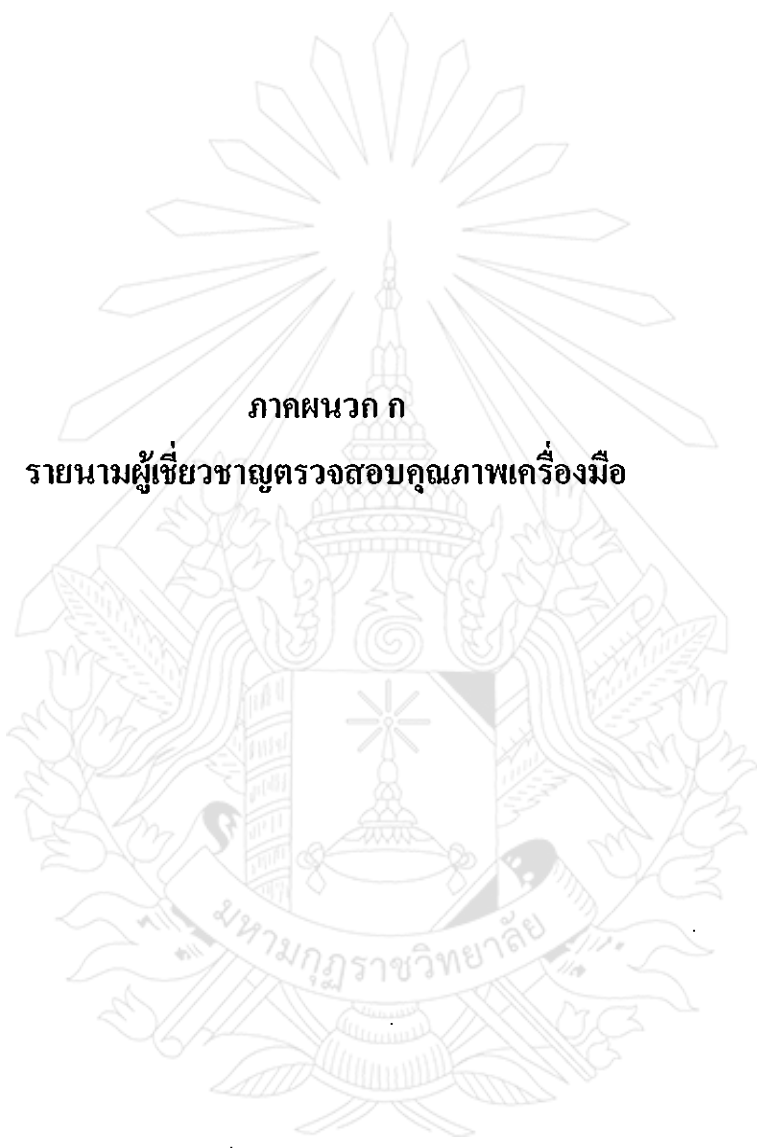 ภาคผนวก ก
รายนามผู้เชี่ยวชาญตรวจสอบคุณภาพเครื่องมือ
มหามกุฏราชวิทยาลัย